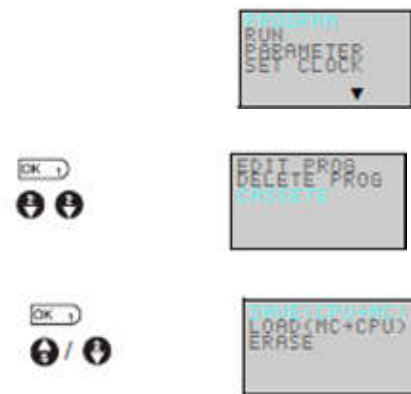 PROGRAM
RUN
PARAMETER
SET CLOCK
OK
EDIT PROG
DELETE PROG
CASSETE
OK
/
SAVE(CPU→MC)
LOAD(MC→CPU)
ERASE